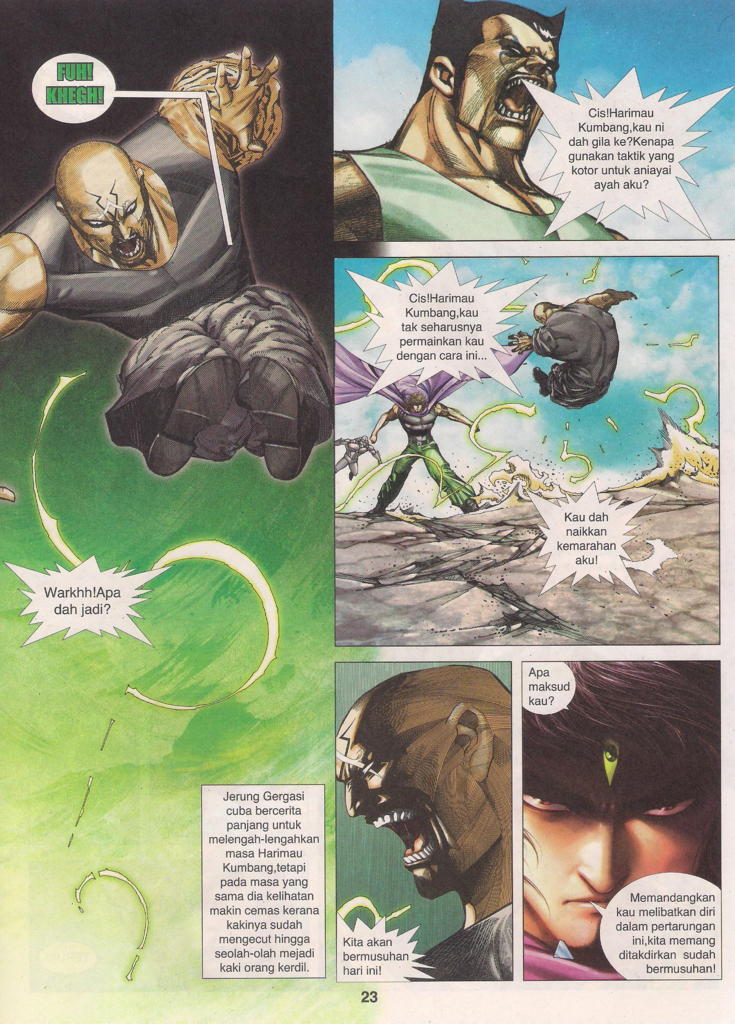 FUH!
KHEGH!
Cis!Harimau
Kumbang,kau ni
dah gila ke?Kenapa
gunakan taktik yang
kotor untuk aniayai
ayah aku?
Cis!Harimau
Kumbang,kau
tak seharusnya
permainkan kau
dengan cara ini...
Kau dah
naikkan
kemarahan
aku!
Warkhh!Apa
dah jadi?
Jerung Gergasi
cuba bercerita
panjang untuk
melengah-lengahkan
masa Harimau
Kumbang,tetapi
pada masa yang
sama dia kelihatan
makin cemas kerana
kakinya sudah
mengecut hingga
seolah-olah mejadi
kaki orang kerdil.
Kita akan
bermusuhan
hari ini!
Apa
maksud
kau?
Memandangkan
kau melibatkan diri
dalam pertarungan
ini,kita memang
ditakdirkan sudah
bermusuhan!
23